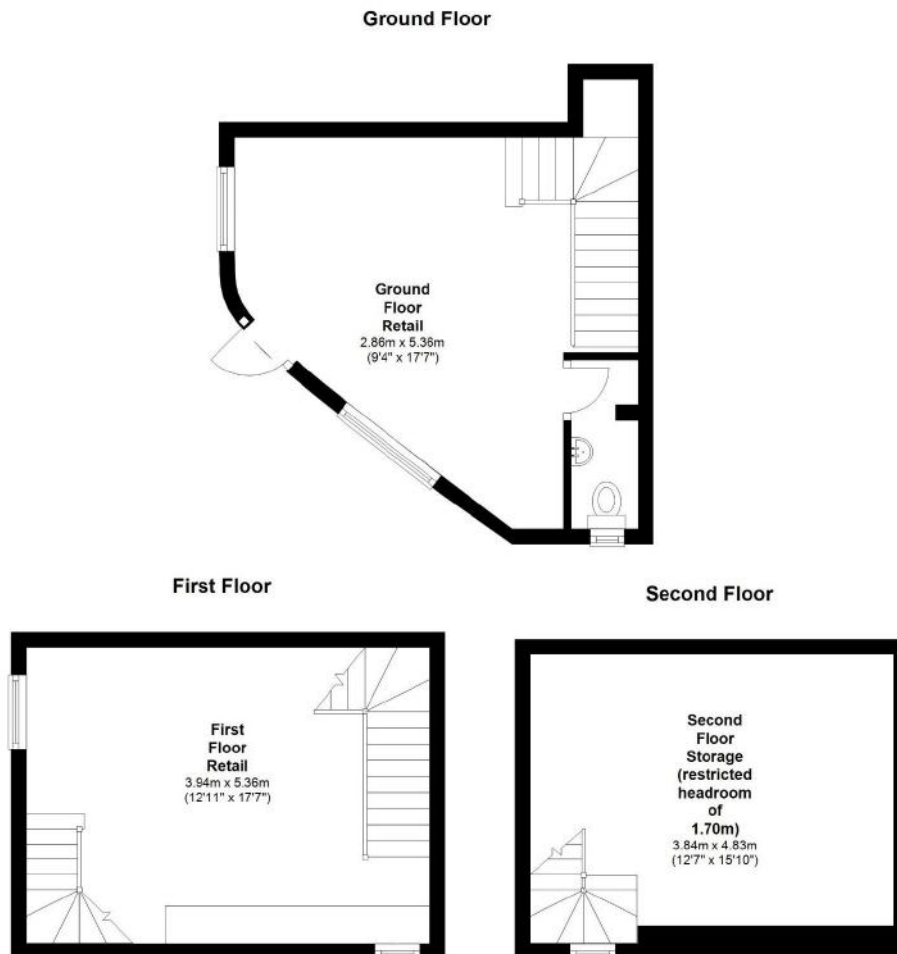 Ground Floor
Ground
Floor
Retail
2.86m x 5.36m
(9'4" x 17'7")
First Floor
First
Floor
Retail
3.94m x 5.36m
(12'11" x 17'7")
Second Floor
Second
Floor
Storage
(restricted
headroom
of
1.70m)
3.84m x 4.83m
(12'7" x 15'10")